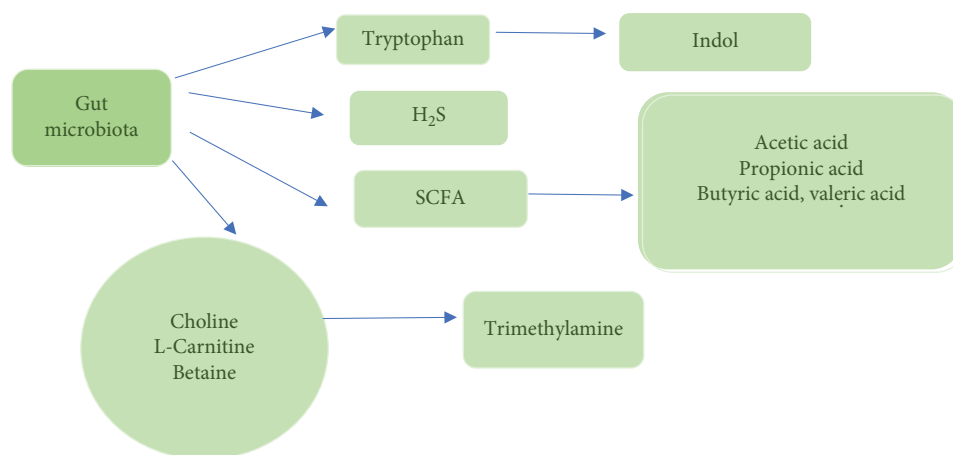 Tryptophan
Indol
Gut
microbiota
H₂S
Acetic acid
Propionic acid
Butyric acid, valeric acid
.
SCFA
Choline
L-Carnitine
Betaine
Trimethylamine